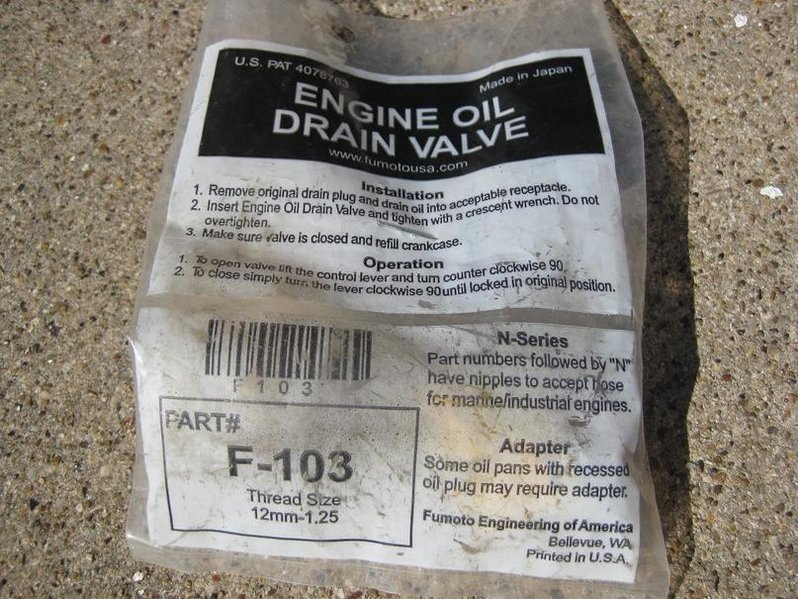 U.S. PAT 4078763
Made in Japan
ENGINE OIL
DRAIN VALVE
www.fumotousa.com
Installation
1. Remove original drain plug and drain oil into acceptable receptacle.
2. Insert Engine Oil Drain Valve and tighten with a crescent wrench. Do not
overtighten.
3. Make sure valve is closed and refill crankcase.
Operation
1. To open valve lift the control lever and turn counter clockwise 90.
2. To close simply turn the lever clockwise 90until locked in original position.
F103
PART#
F-103
Thread Size
12mm-1.25
N-Series
Part numbers followed by "N"
have nipples to accept hose
for marine/industrial engines.
Adapter
Some oil pans with recessed
oil plug may require adapter.
Fumoto Engineering of America
Bellevue, WA
Printed in U.S.A.